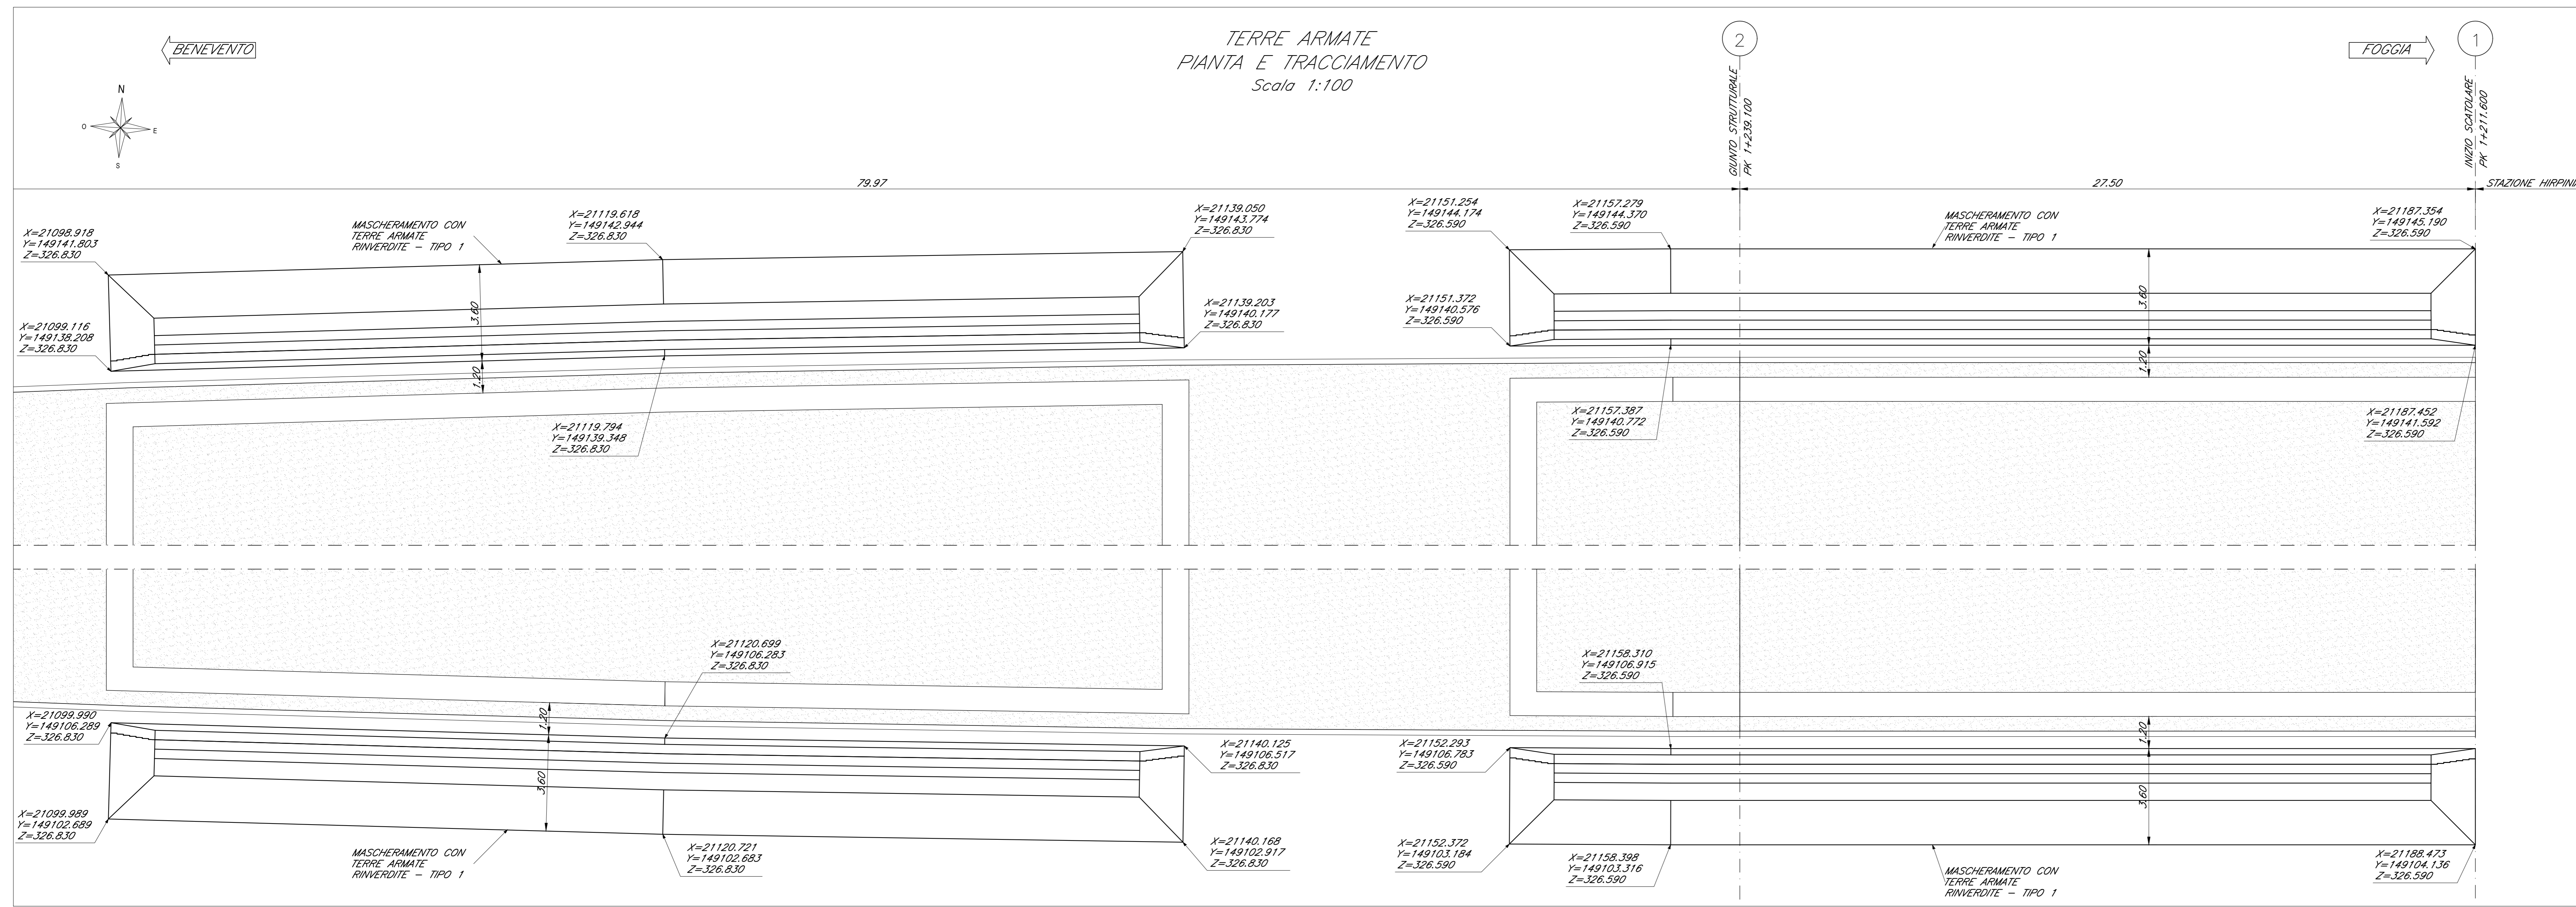 BENEVENTO
TERRE ARMATE
PIANTA E TRACCIAMENTO
Scala 1:100
2
FOGGIA
1
GIUNTO STRUTTURALE
PK 1+239.100
INIZIO SCATOLARE
PK 1+211.600
N
O
E
S
79.97
27.50
STAZIONE HIRPINI
X=21098.918
Y=149141.803
Z=326.830
MASCHERAMENTO CON
TERRE ARMATE
RINVERDITE - TIPO 1
X=21119.618
Y=149142.944
Z=326.830
X=21139.050
Y=149143.774
Z=326.830
X=21151.254
Y=149144.174
Z=326.590
X=21157.279
Y=149144.370
Z=326.590
MASCHERAMENTO CON
TERRE ARMATE
RINVERDITE - TIPO 1
X=21187.354
Y=149145.190
Z=326.590
X=21099.116
Y=149138.208
Z=326.830
3.60
1.20
X=21139.203
Y=149140.177
Z=326.830
X=21151.372
Y=149140.576
Z=326.590
3.60
1.20
X=21119.794
Y=149139.348
Z=326.830
X=21157.387
Y=149140.772
Z=326.590
X=21187.452
Y=149141.592
Z=326.590
X=21120.699
Y=149106.283
Z=326.830
X=21158.310
Y=149106.915
Z=326.590
X=21099.990
Y=149106.289
Z=326.830
1.20
3.60
X=21140.125
Y=149106.517
Z=326.830
X=21152.293
Y=149106.783
Z=326.590
1.20
3.60
X=21099.989
Y=149102.689
Z=326.830
MASCHERAMENTO CON
TERRE ARMATE
RINVERDITE - TIPO 1
X=21120.721
Y=149102.683
Z=326.830
X=21140.168
Y=149102.917
Z=326.830
X=21152.372
Y=149103.184
Z=326.590
X=21158.398
Y=149103.316
Z=326.590
MASCHERAMENTO CON
TERRE ARMATE
RINVERDITE - TIPO 1
X=21188.473
Y=149104.136
Z=326.590